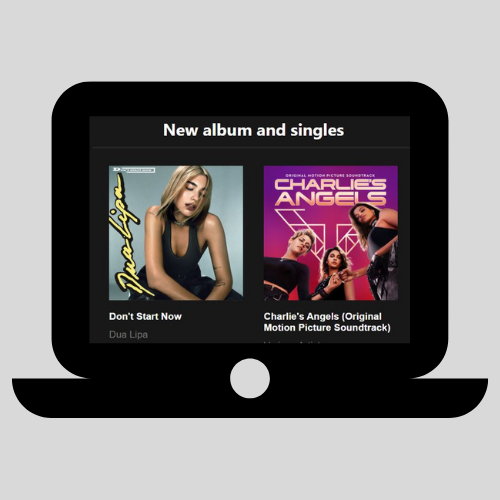 New album and singles
Dua Lipa
ORIGINAL MOTION PICTURE SOUNDTRACK
CHARLIE'S
ANGELS
Don't Start Now
Dua Lipa
Charlie's Angels (Original
Motion Picture Soundtrack)